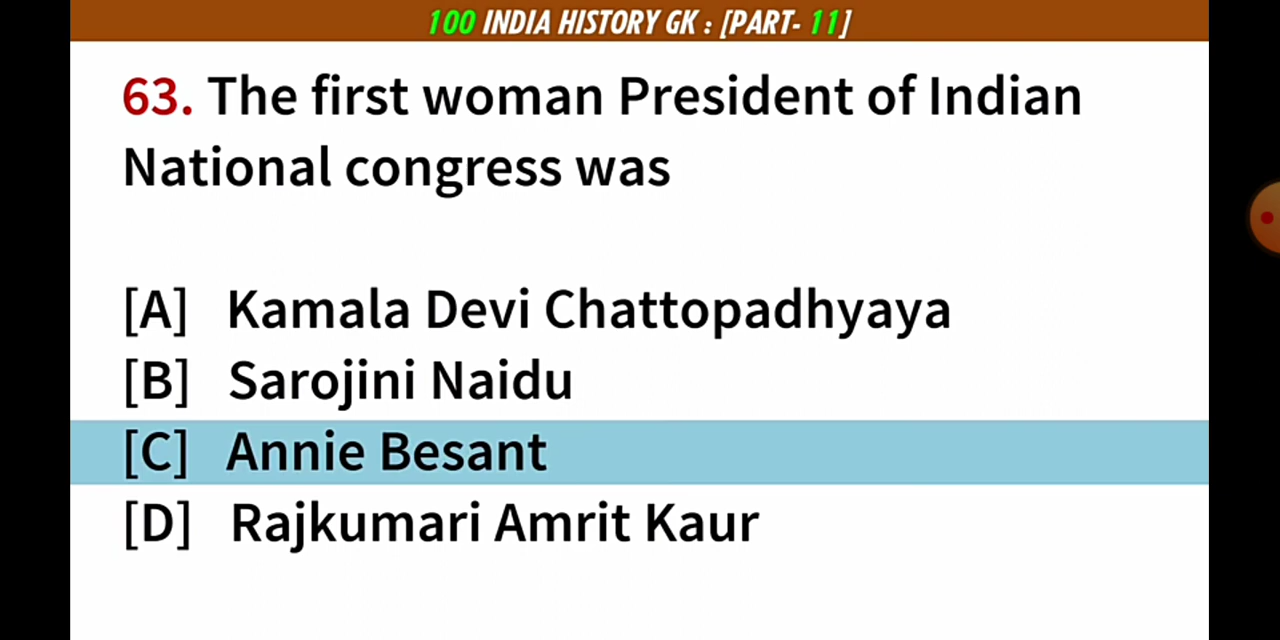 100 INDIA HISTORY GK : [PART- 11]
63. The first woman President of Indian
National congress was
[A] Kamala Devi Chattopadhyaya
[B] Sarojini Naidu
[C] Annie Besant
[D] Rajkumari Amrit Kaur